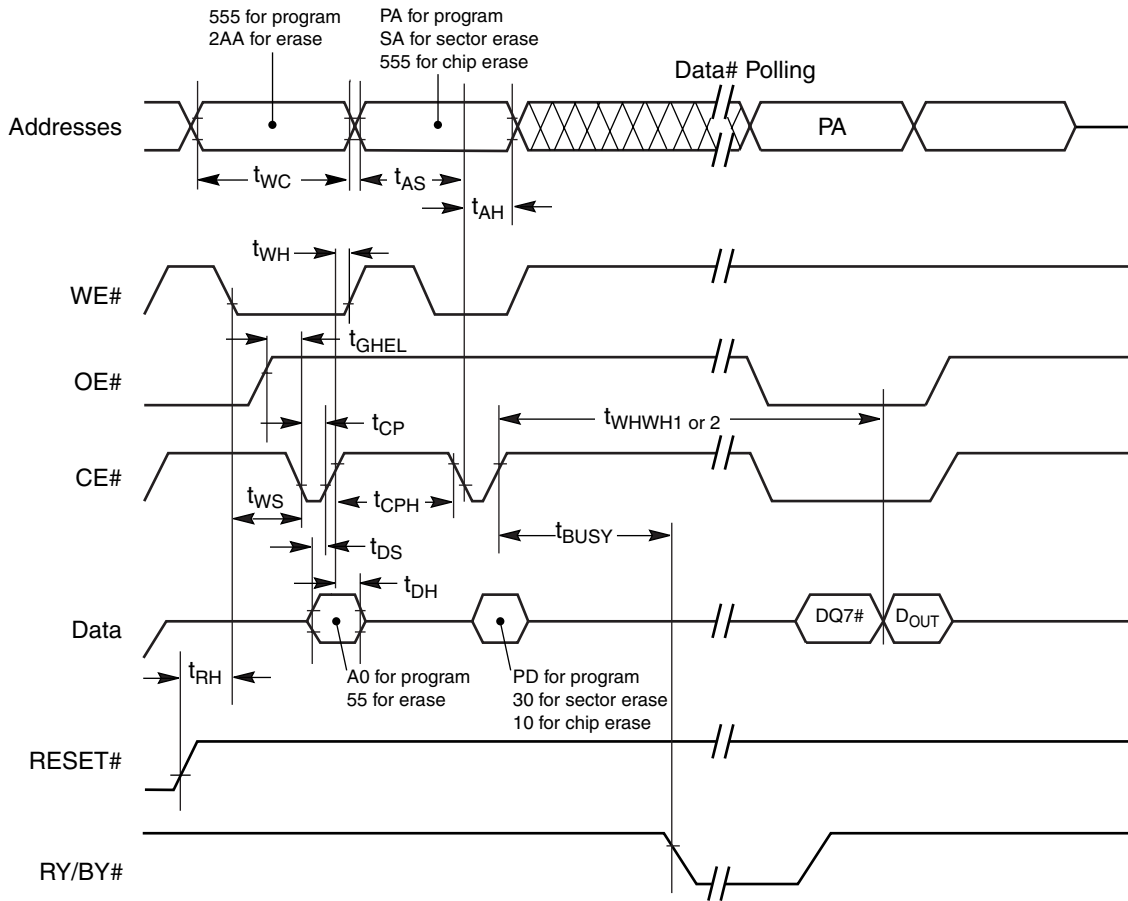 555 for program
2AA for erase
PA for program
SA for sector erase
555 for chip erase
Data# Polling
Addresses
PA
tWC
tAS
tAH
tWH
WE#
tGHEL
OE#
tWHWH1 or 2
tCP
CE#
tWS
tCPH
tBUSY
tDS
tDH
Data
DQ7#
DOUT
tRH
A0 for program
55 for erase
PD for program
30 for sector erase
10 for chip erase
RESET#
RY/BY#